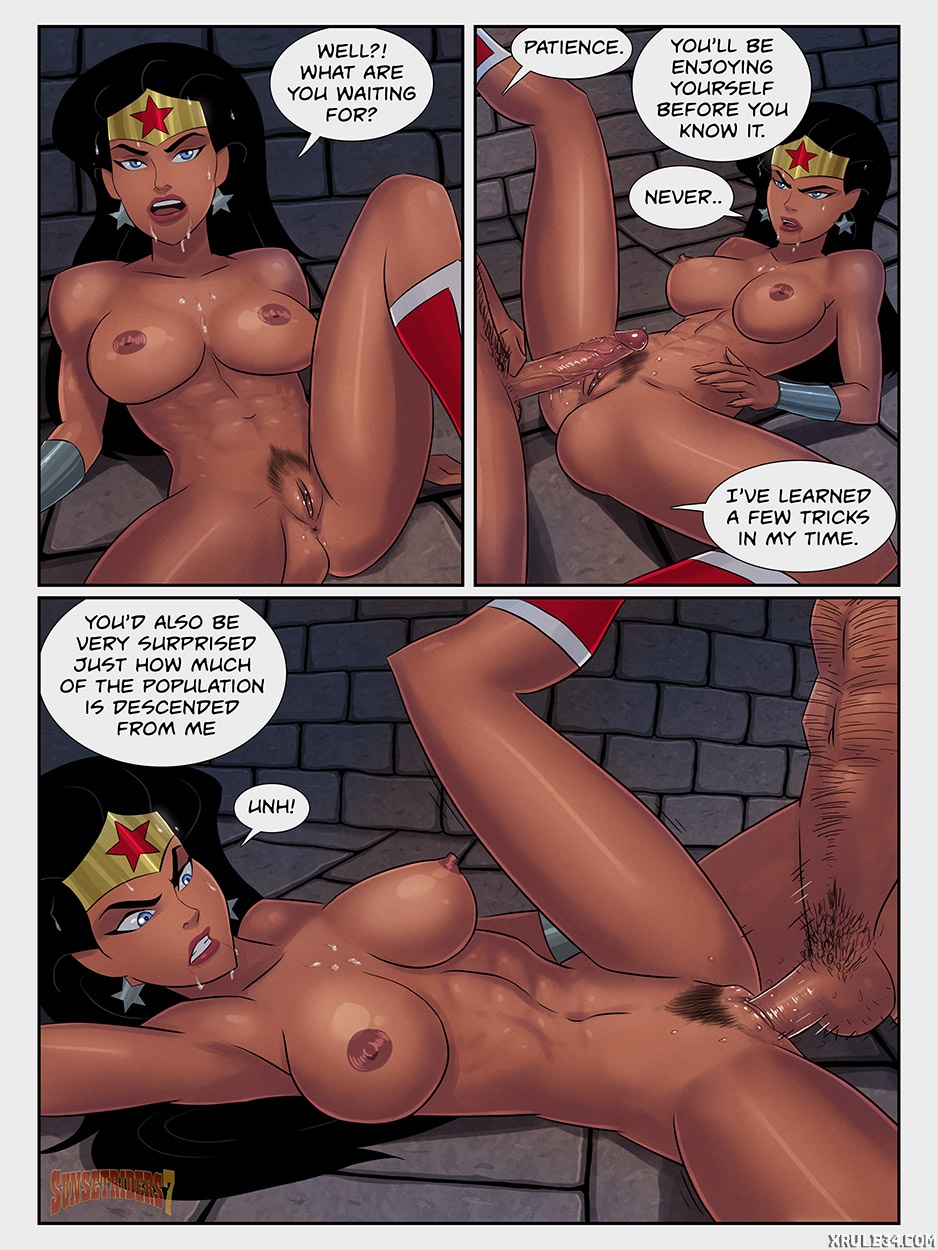 WELL?!
WHAT ARE
YOU WAITING
FOR?
PATIENCE.
YOU'LL BE
ENJOYING
YOURSELF
BEFORE YOU
KNOW IT.
NEVER..
I'VE LEARNED
A FEW TRICKS
IN MY TIME.
YOU'D ALSO BE
VERY SURPRISED
JUST HOW MUCH
OF THE POPULATION
IS DESCENDED
FROM ME
UNH!
SUNSETRIDERS7
XRULE34.COM